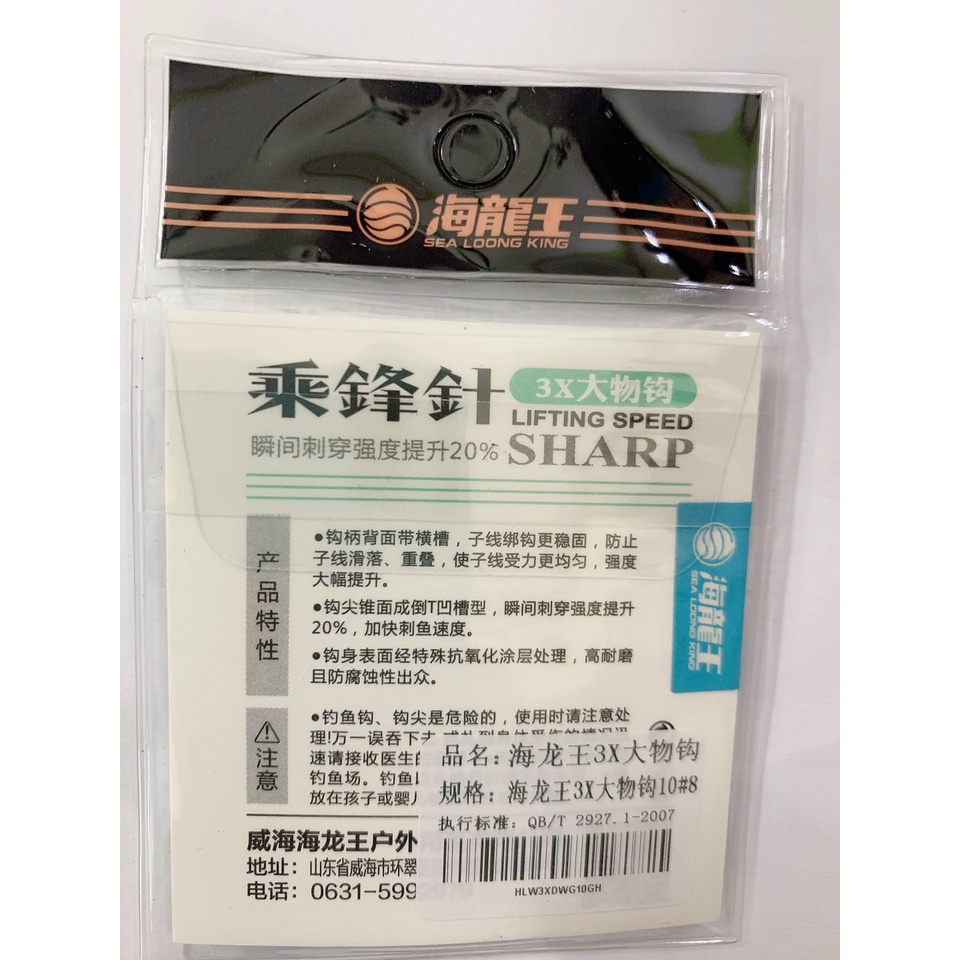 海龍王
SEA LOONG KING
乘鋒針 3X大物钩
LIFTING SPEED
瞬间刺穿强度提升20% SHARP
产品特性
●钩柄背面带横槽，子线绑钩更稳固，防止
子线滑落、重叠，使子线受力更均匀，强度
大幅提升。
●钩尖锥面成倒T凹槽型，瞬间刺穿强度提升
20%，加快刺鱼速度。
●钩身表面经特殊抗氧化涂层处理，高耐磨
且防腐蚀性出众。
海龍王
SEA LOONG KING
注意
●钓鱼钩、钩尖是危险的，使用时请注意处
理!万一误吞下去
速请接收医生的
钓鱼场。钓鱼
放在孩子或婴
品名：海龙王3X大物钩
规格：海龙王3X大物钩10#8
执行标准：QB/T 2927.1-2007
HLW3XDWG10GH
威海海龙王户外
地址：山东省威海市环翠
电话：0631-599